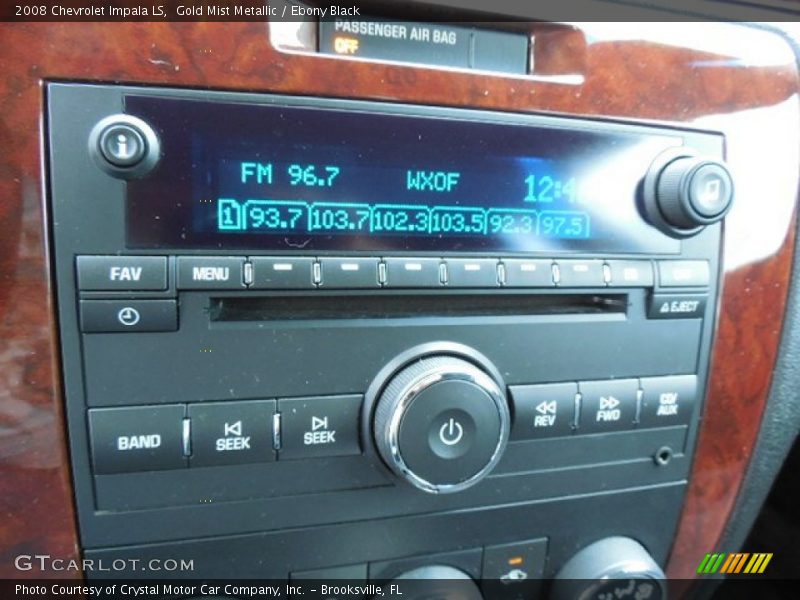 2008 Chevrolet Impala LS,  Gold Mist Metallic / Ebony Black
PASSENGER AIR BAG
OFF
i
FM 96.7 WXOF
1 93.7 103.7 102.3 103.5 92.3 97.5
FAV MENU
EJECT
BAND SEEK SEEK REV FWD CD/AUX
GTCARLOT.COM
Photo Courtesy of Crystal Motor Car Company, Inc. – Brooksville, FL